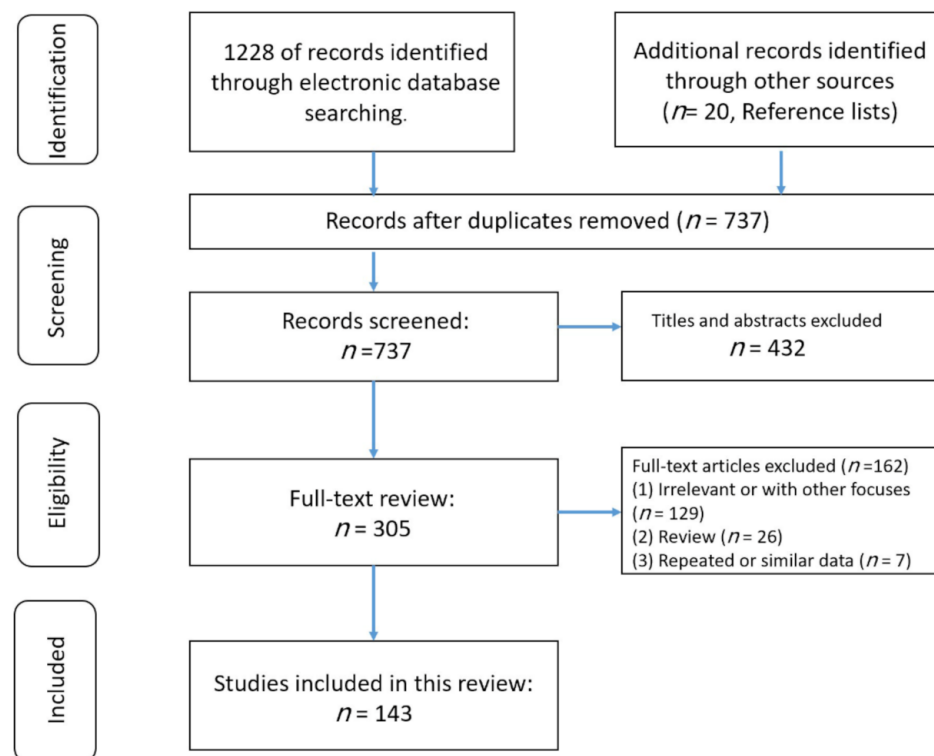 Identification
1228 of records identified
through electronic database
searching.
Additional records identified
through other sources
(n= 20, Reference lists)
Screening
Records after duplicates removed (n = 737)
Records screened:
n =737
Titles and abstracts excluded
n = 432
Eligibility
Full-text review:
n = 305
Full-text articles excluded (n =162)
(1) Irrelevant or with other focuses
(n = 129)
(2) Review (n = 26)
(3) Repeated or similar data (n = 7)
Included
Studies included in this review:
n = 143